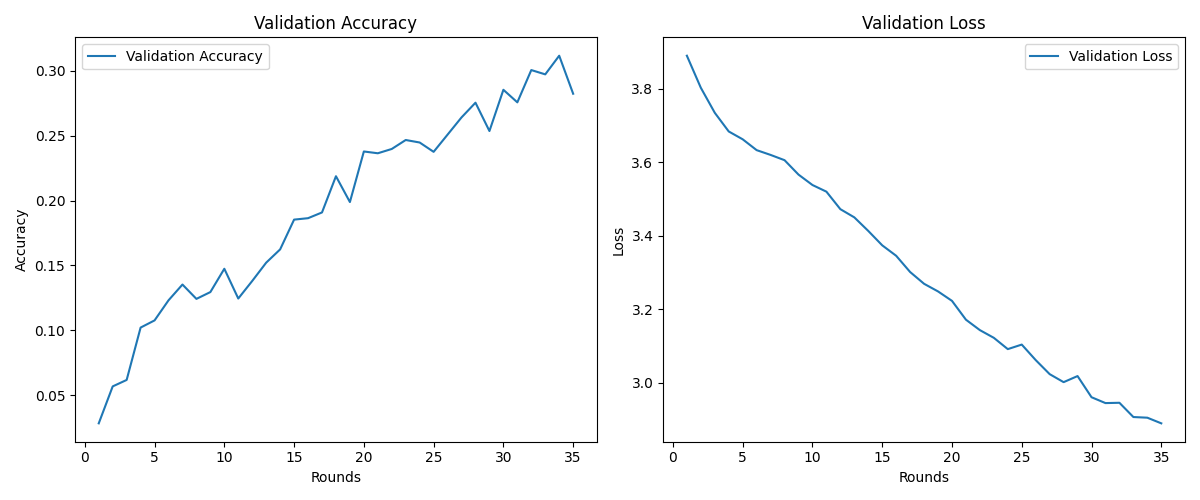 Validation Accuracy
Validation Accuracy
0.30
0.25
0.20
0.15
0.10
0.05
Accuracy
0 5 10 15 20 25 30 35
Rounds
Validation Loss
Validation Loss
3.8
3.6
3.4
3.2
3.0
Loss
0 5 10 15 20 25 30 35
Rounds